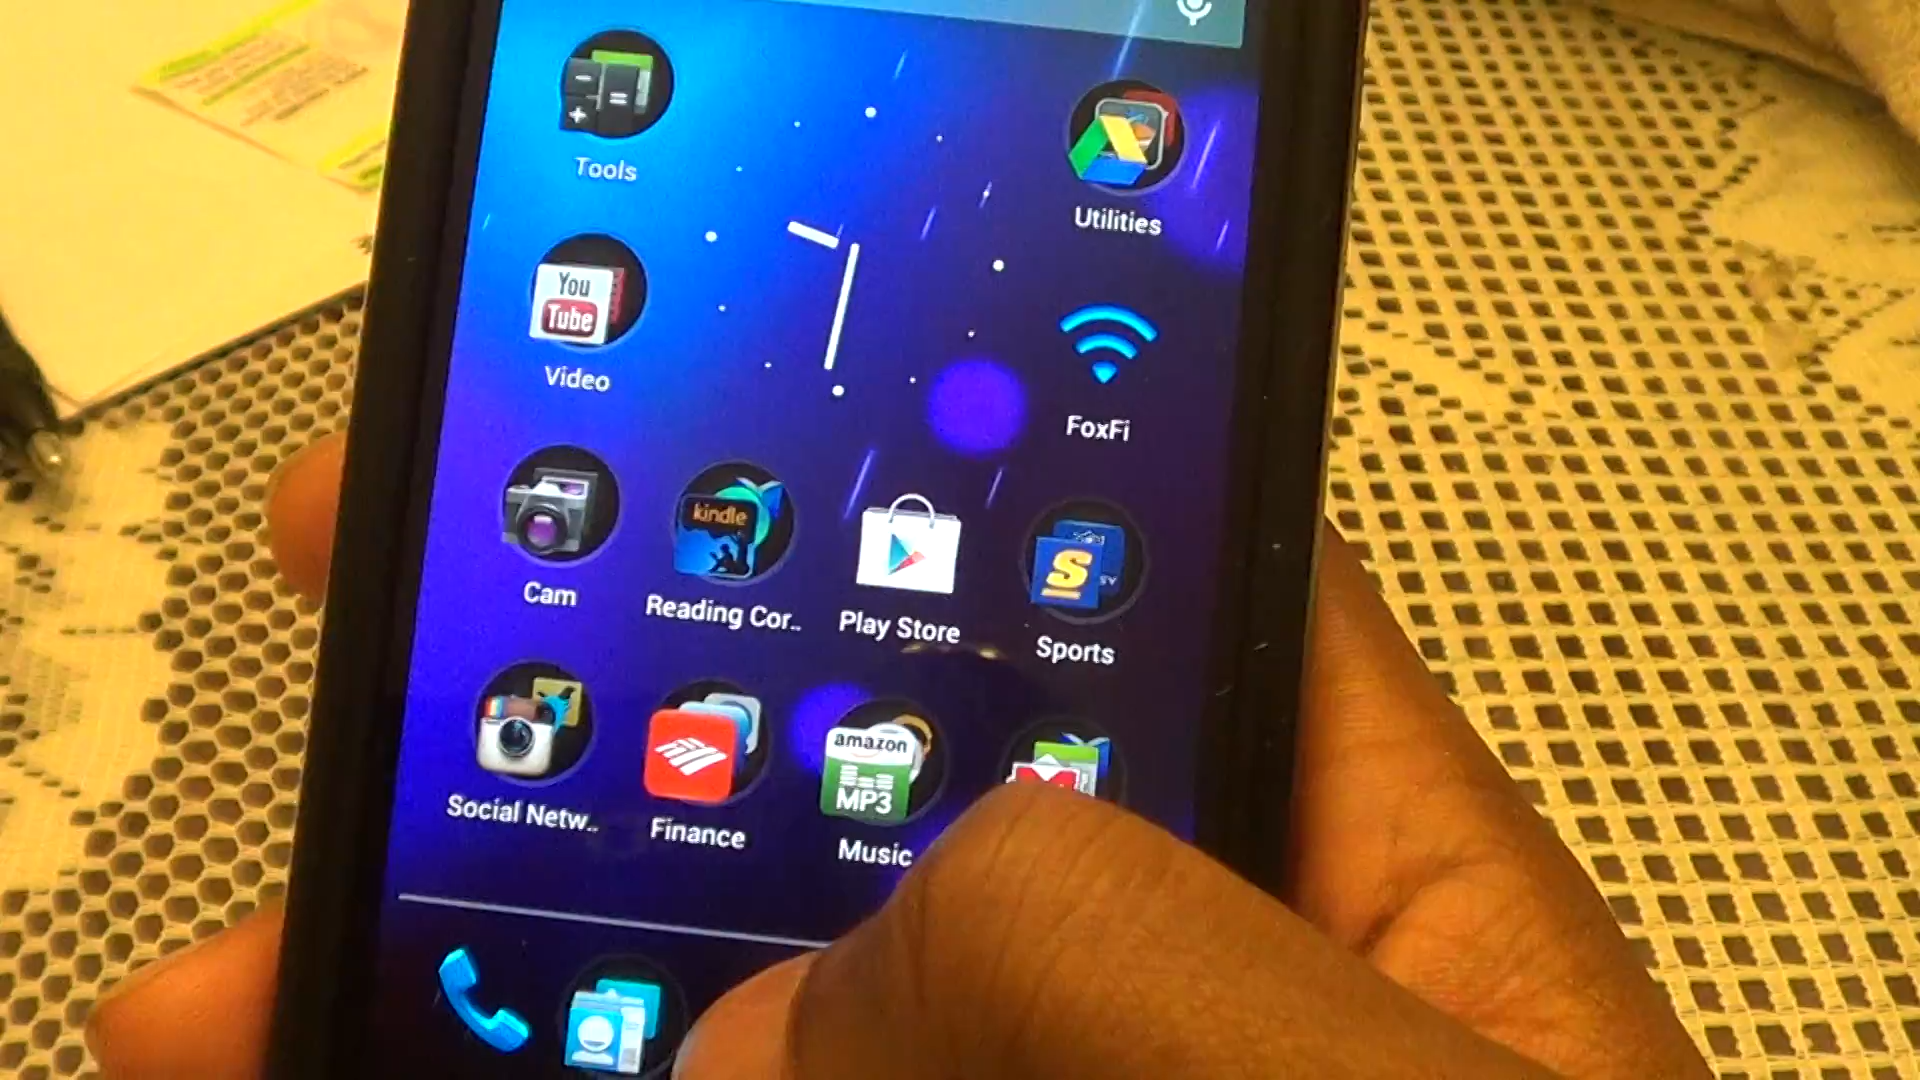 Tools
Utilities
You
Tube
Video
FoxFi
kindle
S
Cam
Reading Cor..
Play Store
Sports
amazon
MP3
Social Netw..
Finance
Music